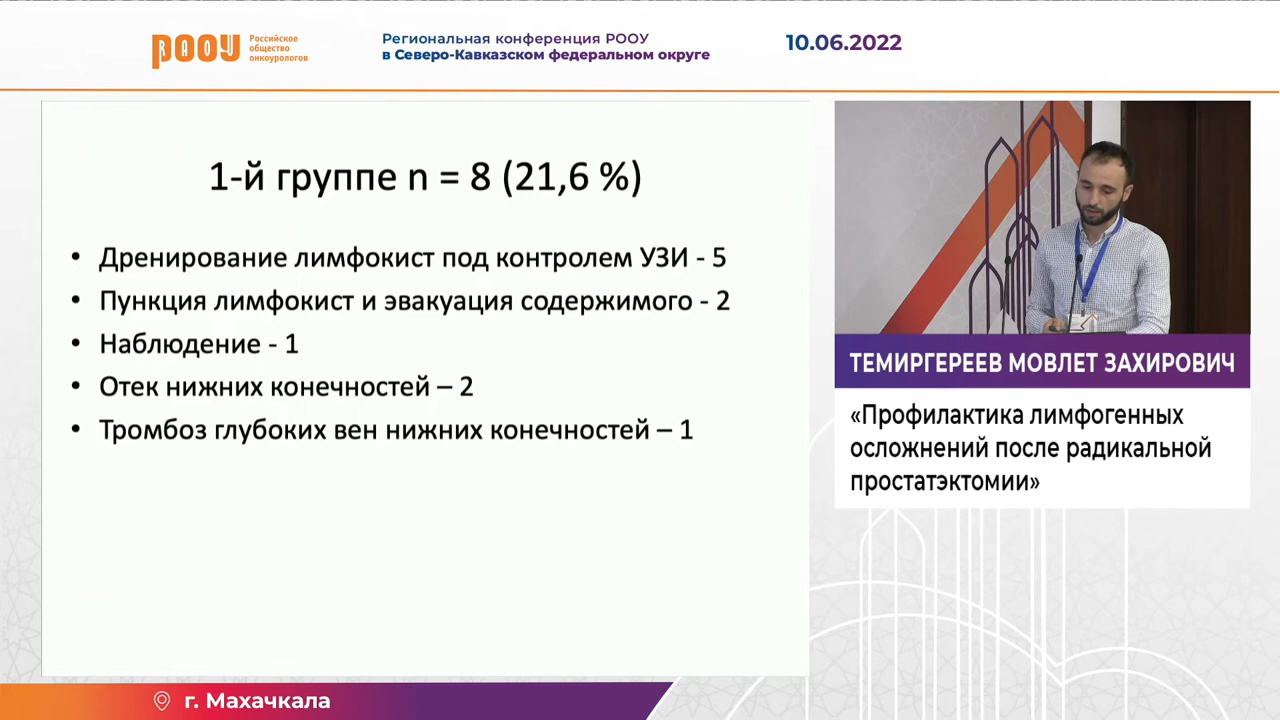 РООУ
Российское
общество
онкоурологов
Региональная конференция РООУ
в Северо-Кавказском федеральном округе
10.06.2022
1-й группе n = 8 (21,6 %)
• Дренирование лимфокист под контролем УЗИ - 5
• Пункция лимфокист и эвакуация содержимого - 2
• Наблюдение - 1
• Отек нижних конечностей – 2
• Тромбоз глубоких вен нижних конечностей – 1
ТЕМИРГЕРЕЕВ МОВЛЕТ ЗАХИРОВИЧ
«Профилактика лимфогенных
осложнений после радикальной
простатэктомии»
г. Махачкала